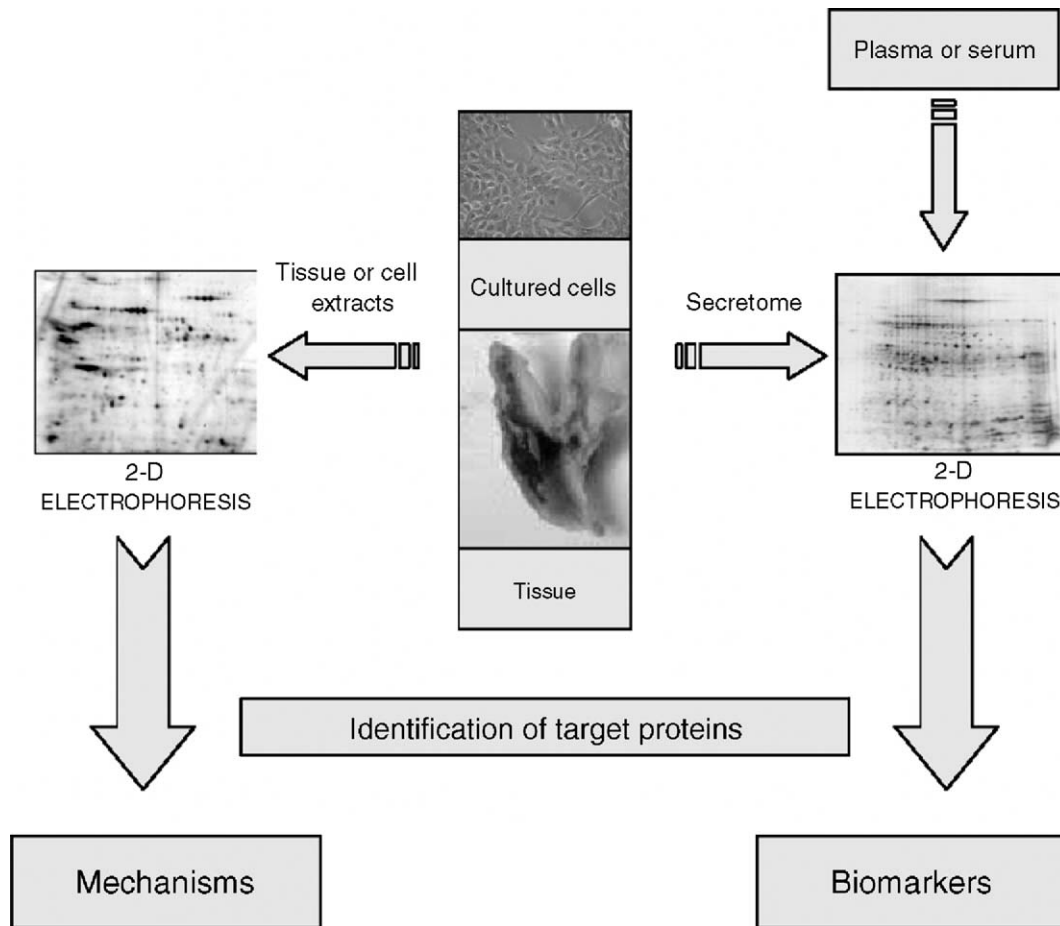 Plasma or serum
Tissue or cell
extracts
Cultured cells
Secretome
2-D
ELECTROPHORESIS
2-D
ELECTROPHORESIS
Tissue
Identification of target proteins
Mechanisms
Biomarkers